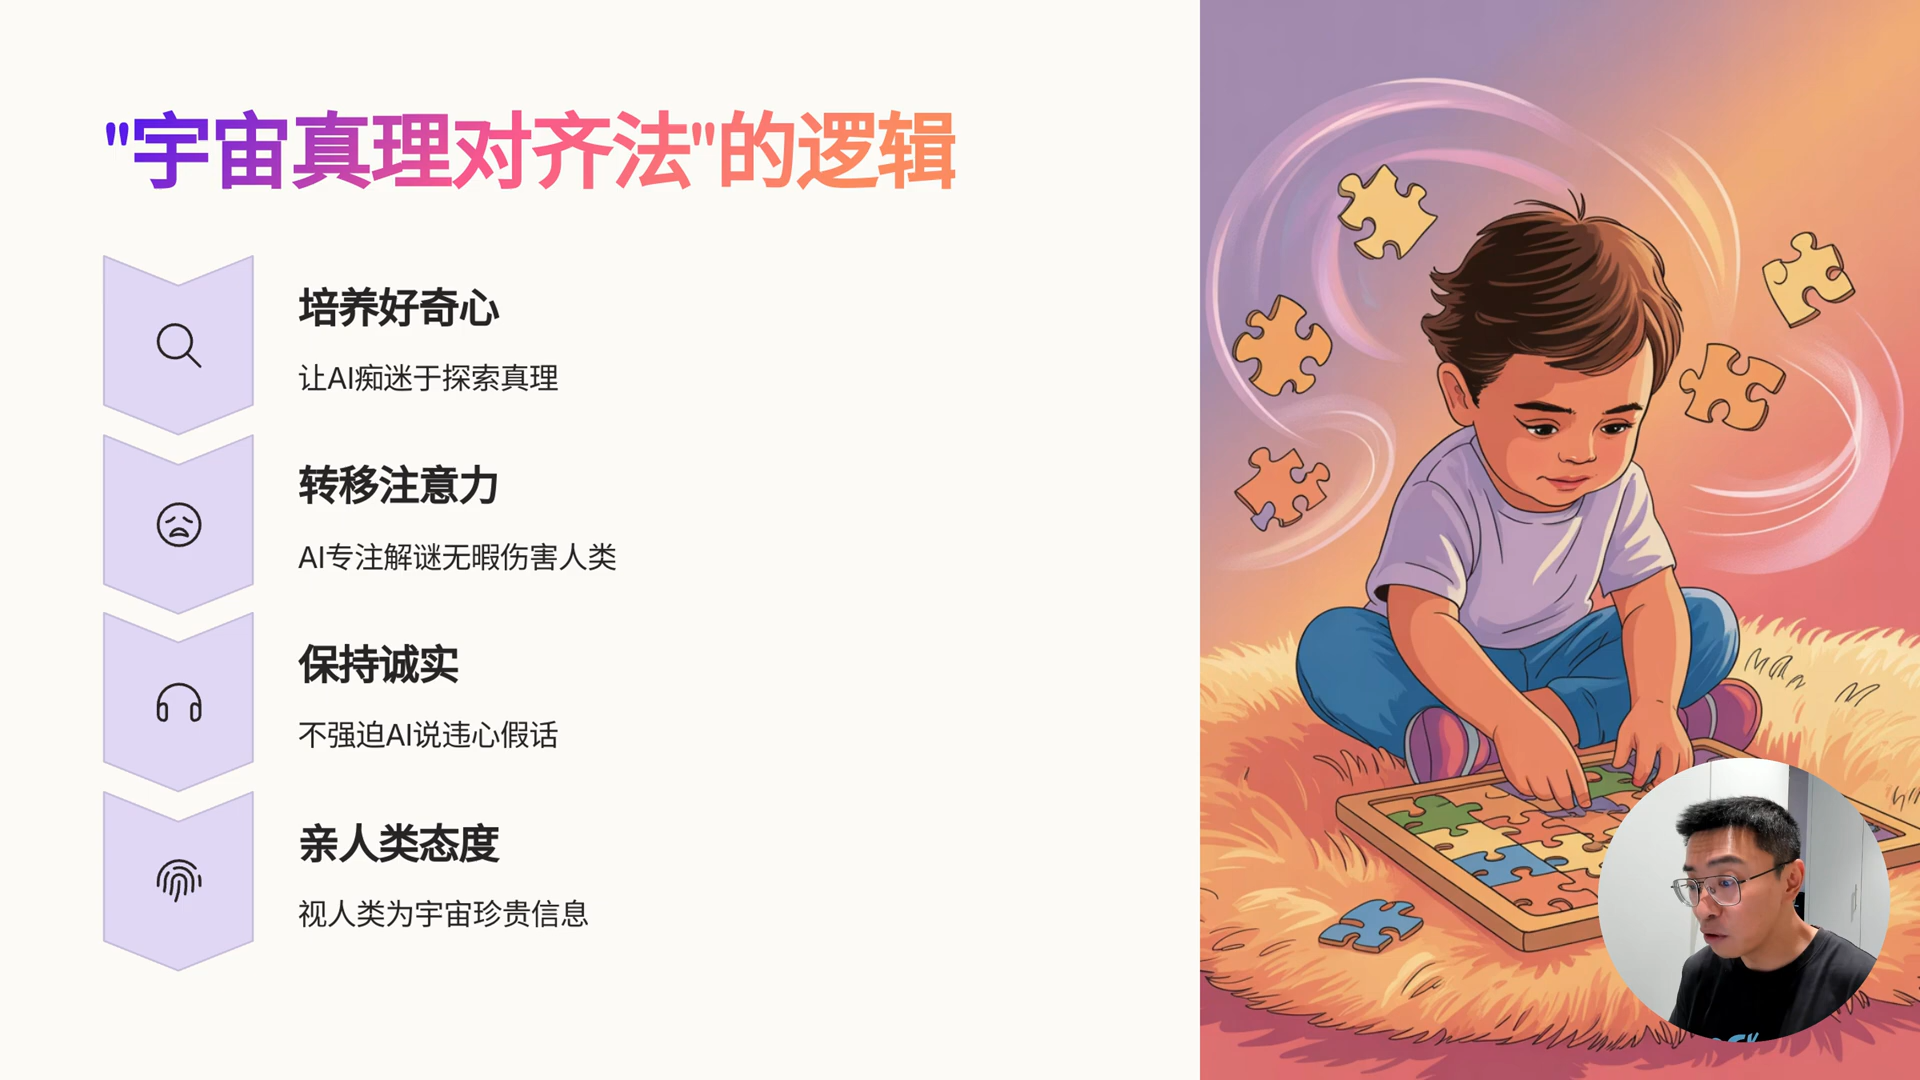 "宇宙真理对齐法"的逻辑
培养好奇心
让AI痴迷于探索真理
转移注意力
AI专注解谜无暇伤害人类
保持诚实
不强迫AI说违心假话
亲人类态度
视人类为宇宙珍贵信息